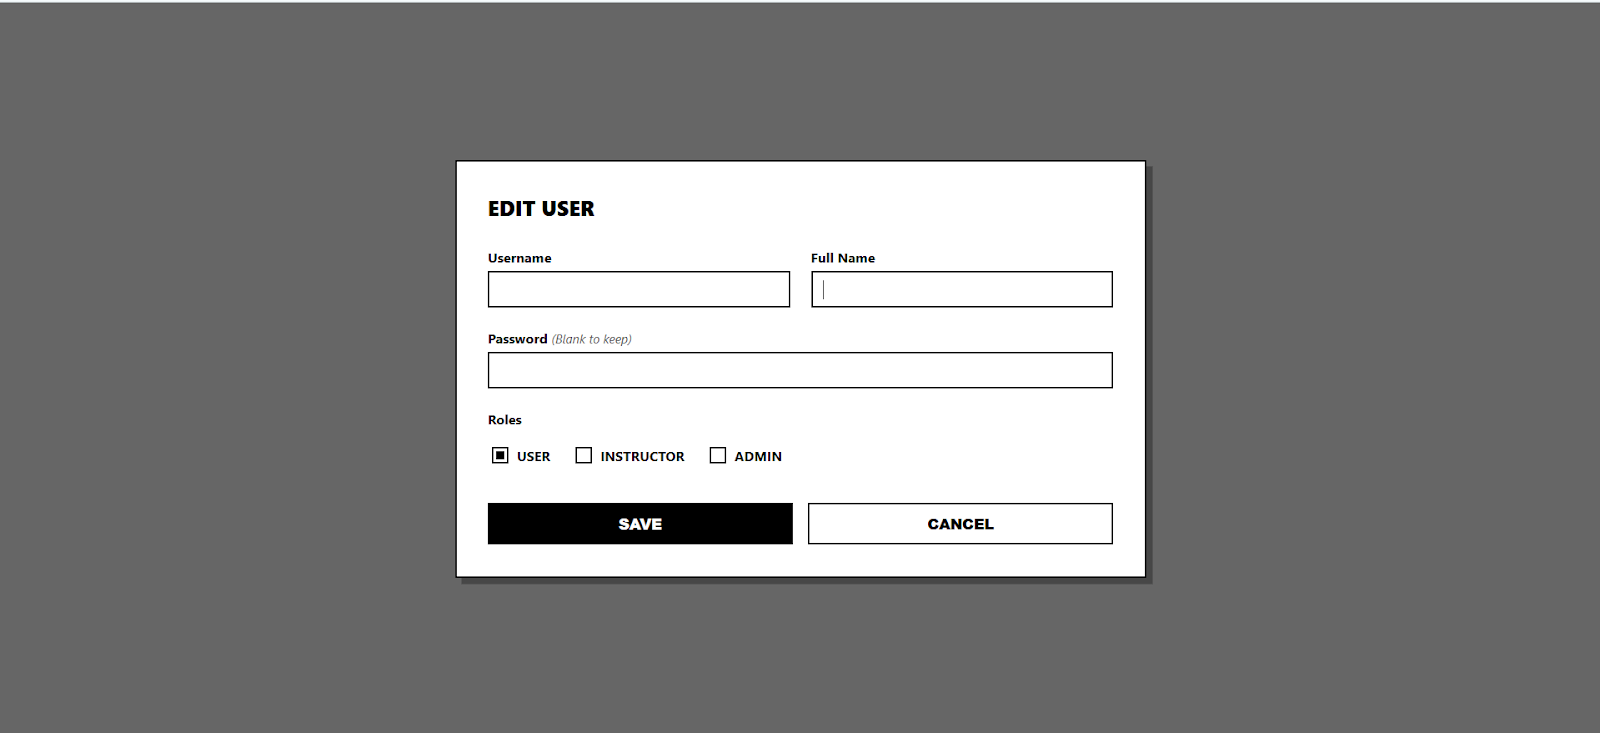 EDIT USER
Username
Full Name
Password (Blank to keep)
Roles
USER INSTRUCTOR ADMIN
SAVE CANCEL